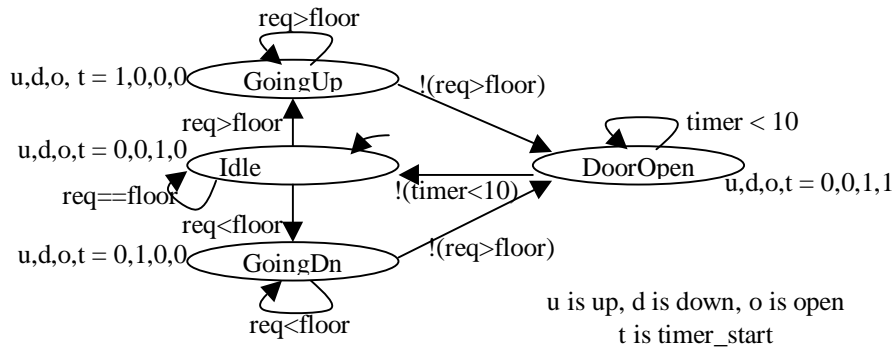 req>floor
u,d,o, t = 1,0,0,0
GoingUp
!(req>floor)
req>floor
timer < 10
u,d,o,t = 0,0,1,0
Idle
DoorOpen
!(timer<10)
u,d,o,t = 0,0,1,1
req==floor
req<floor
!(req>floor)
u,d,o,t = 0,1,0,0
GoingDn
req<floor
u is up, d is down, o is open
t is timer_start